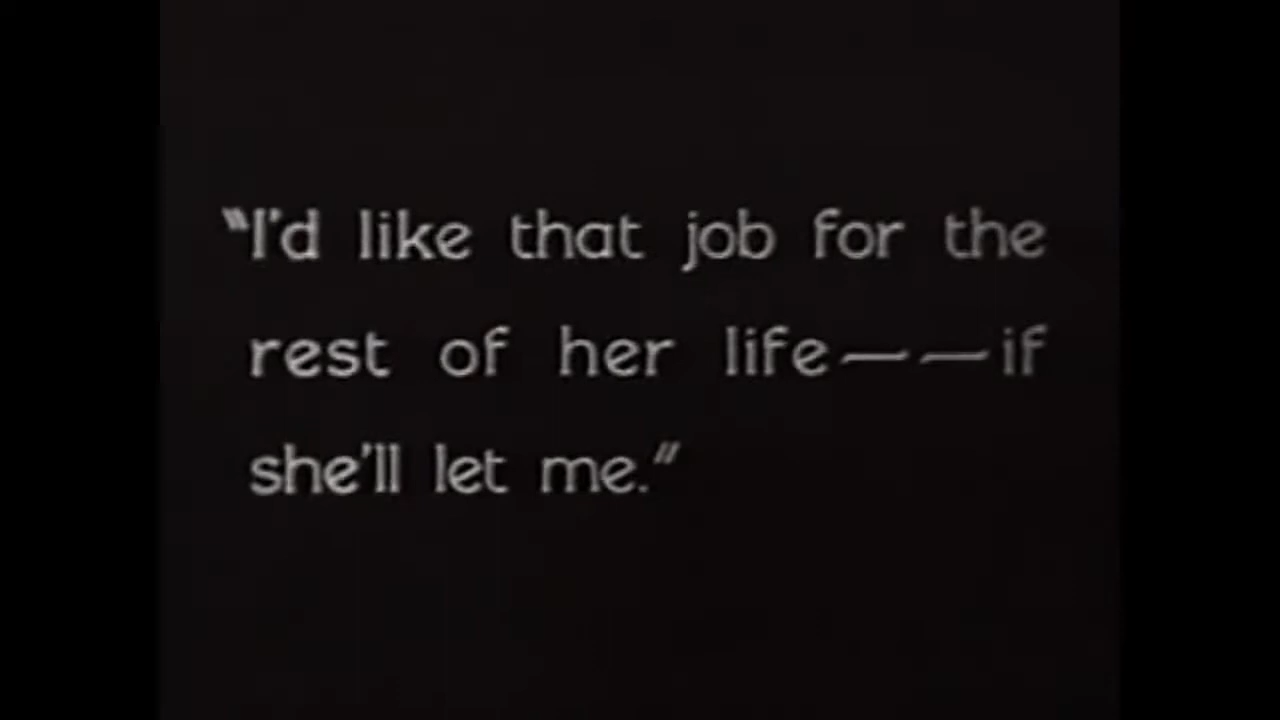 "I'd like that job for the
rest of her life——if
she'll let me."